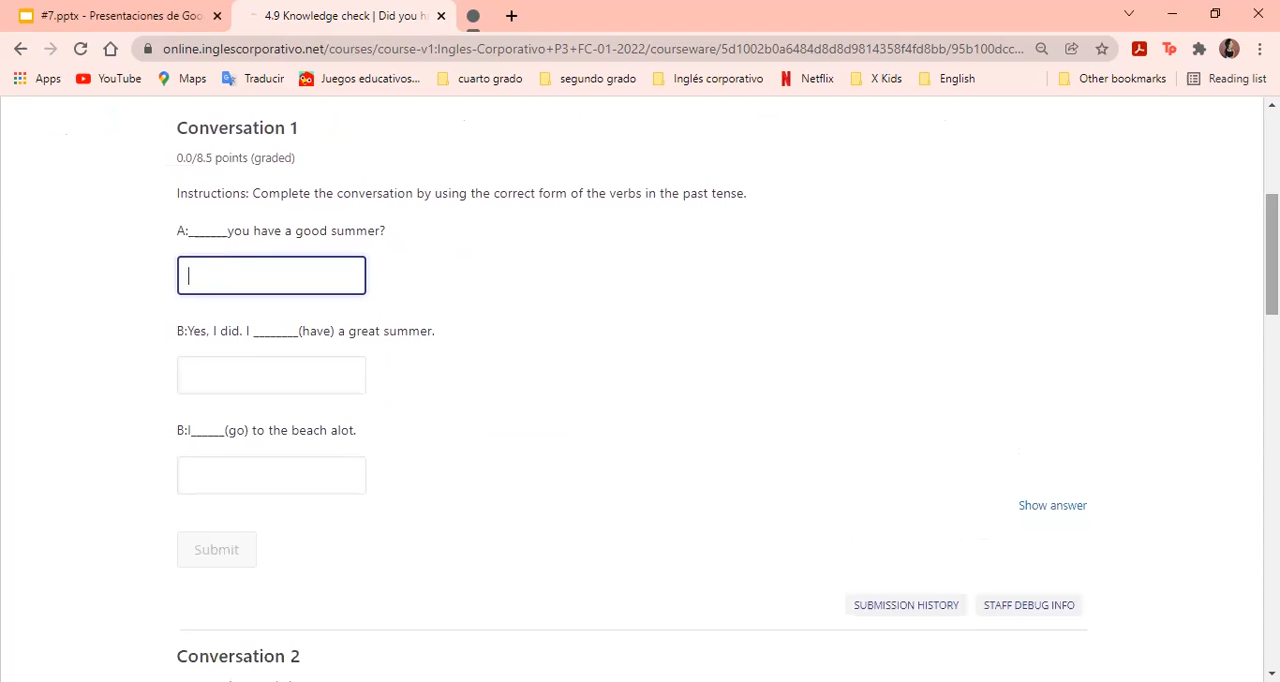 #7.pptx - Presentaciones de Goo
4.9 Knowledge check | Did you ha
online.inglescorporativo.net/courses/course-v1:Ingles-Corporativo+P3+FC-01-2022/courseware/5d1002b0a6484d8d8d9814358f4fd8bb/95b100dcc...
Apps YouTube Maps Traducir Juegos educativos... cuarto grado segundo grado Inglés corporativo Netflix X Kids English Other bookmarks Reading list
Conversation 1
0.0/8.5 points (graded)
Instructions: Complete the conversation by using the correct form of the verbs in the past tense.
A:______you have a good summer?
B:Yes, I did. I ________(have) a great summer.
B:I______(go) to the beach alot.
Show answer
Submit
SUBMISSION HISTORY STAFF DEBUG INFO
Conversation 2